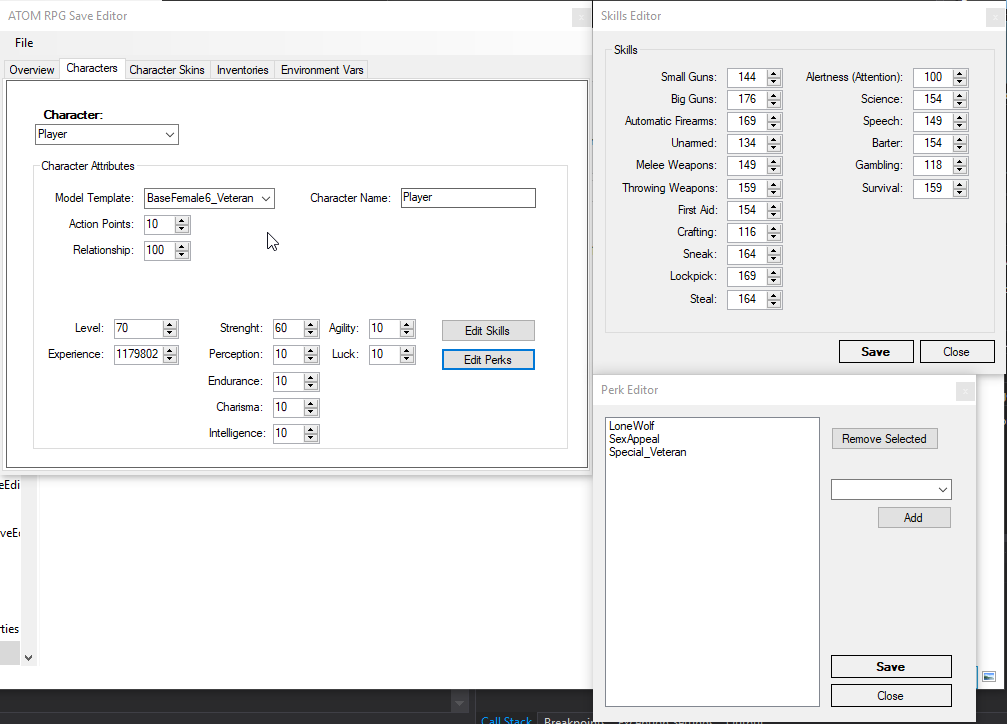 ATOM RPG Save Editor
File
Overview Characters Character Skins Inventories Environment Vars
Character:
Player
Character Attributes
Model Template: BaseFemale6_Veteran Character Name: Player
Action Points: 10
Relationship: 100
Level: 70 Strenght: 60 Agility: 10 Edit Skills
Experience: 1179802 Perception: 10 Luck: 10 Edit Perks
Endurance: 10
Charisma: 10
Intelligence: 10
Skills Editor
Skills
Small Guns: 144 Alertness (Attention): 100
Big Guns: 176 Science: 154
Automatic Firearms: 169 Speech: 149
Unarmed: 134 Barter: 154
Melee Weapons: 149 Gambling: 118
Throwing Weapons: 159 Survival: 159
First Aid: 154
Crafting: 116
Sneak: 164
Lockpick: 169
Steal: 164
Save Close
Perk Editor
LoneWolf
SexAppeal
Special_Veteran
Remove Selected
Add
Save
Close
eEdi
veEc
rties
Call Stack